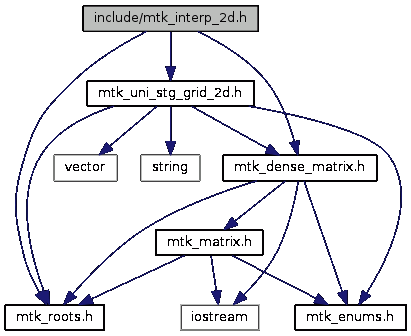 include/mtk_interp_2d.h
mtk_uni_stg_grid_2d.h
vector
string
mtk_dense_matrix.h
mtk_matrix.h
mtk_roots.h
iostream
mtk_enums.h